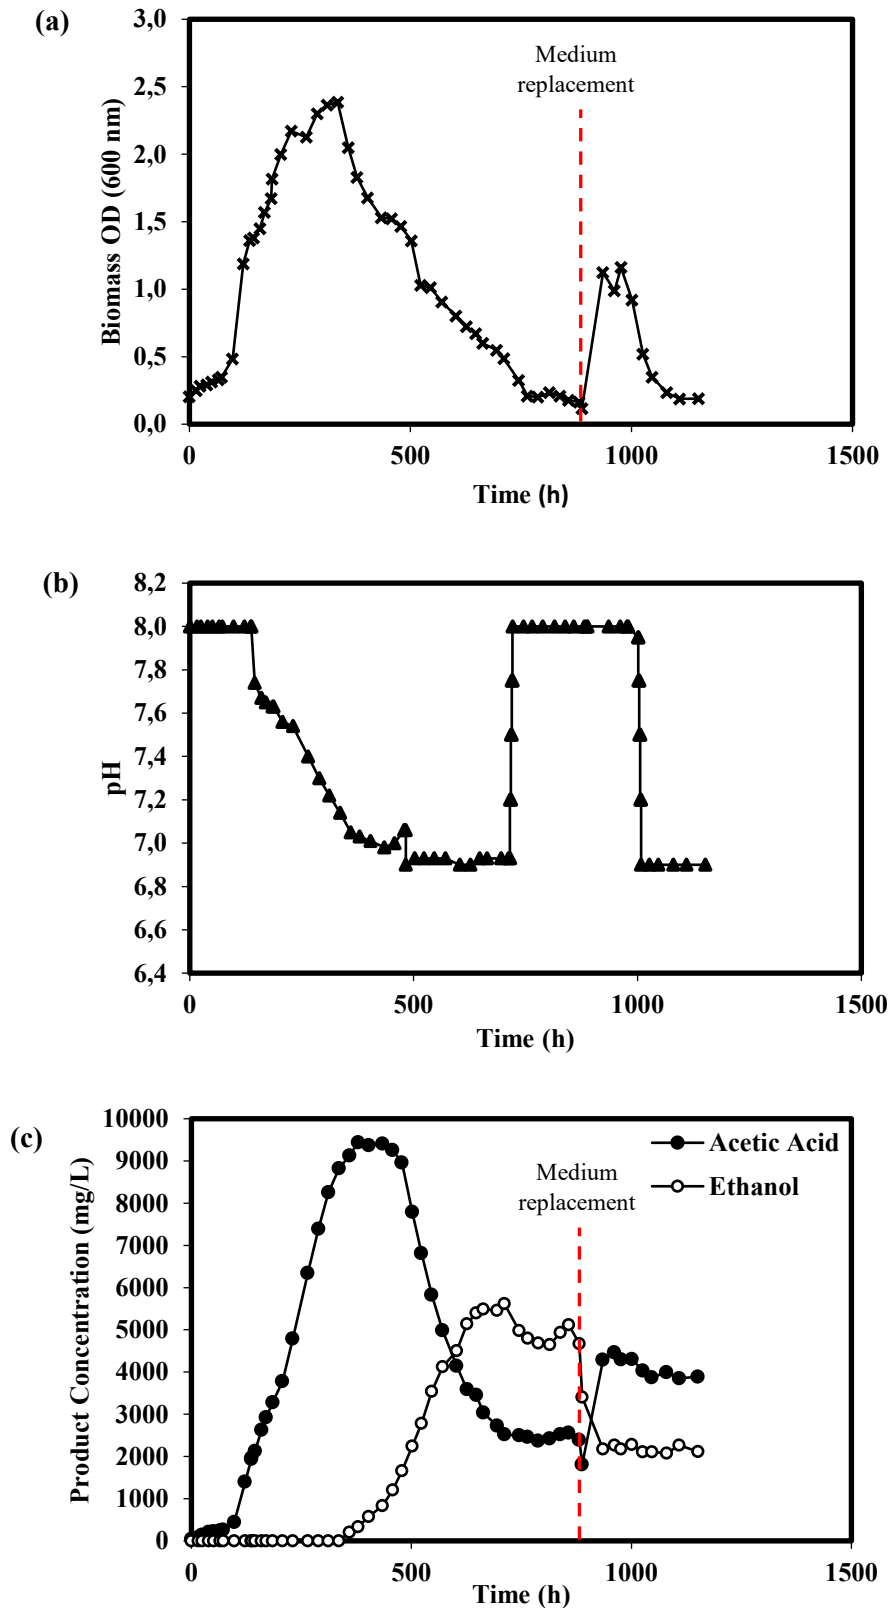 (a)
3,0
2,5
2,0
1,5
1,0
0,5
0,0
Biomass OD (600 nm)
Medium
replacement
0
500
1000
1500
Time (h)
(b)
8,2
8,0
7,8
7,6
7,4
7,2
7,0
6,8
6,6
6,4
pH
0
500
1000
1500
Time (h)
(c)
10000
9000
8000
7000
6000
5000
4000
3000
2000
1000
0
Product Concentration (mg/L)
Acetic Acid
Ethanol
Medium
replacement
0
500
1000
1500
Time (h)